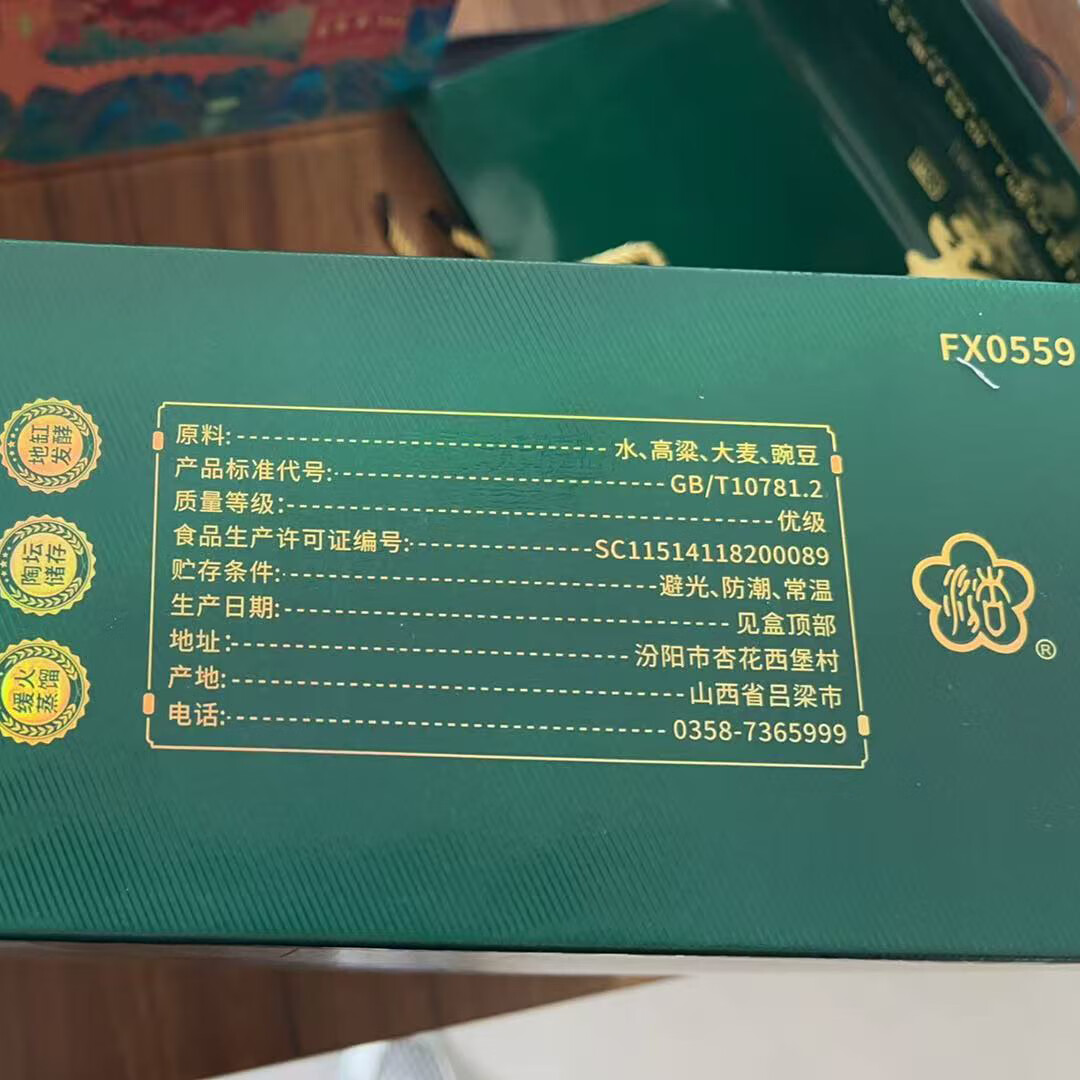 FX0559
地缸
发酵
陶坛
储存
缓火
蒸馏
原料:水、高粱、大麦、豌豆
产品标准代号:GB/T10781.2
质量等级:优级
食品生产许可证编号:SC11514118200089
贮存条件:避光、防潮、常温
生产日期:见盒顶部
地址:汾阳市杏花西堡村
产地:山西省吕梁市
电话:0358-7365999
®